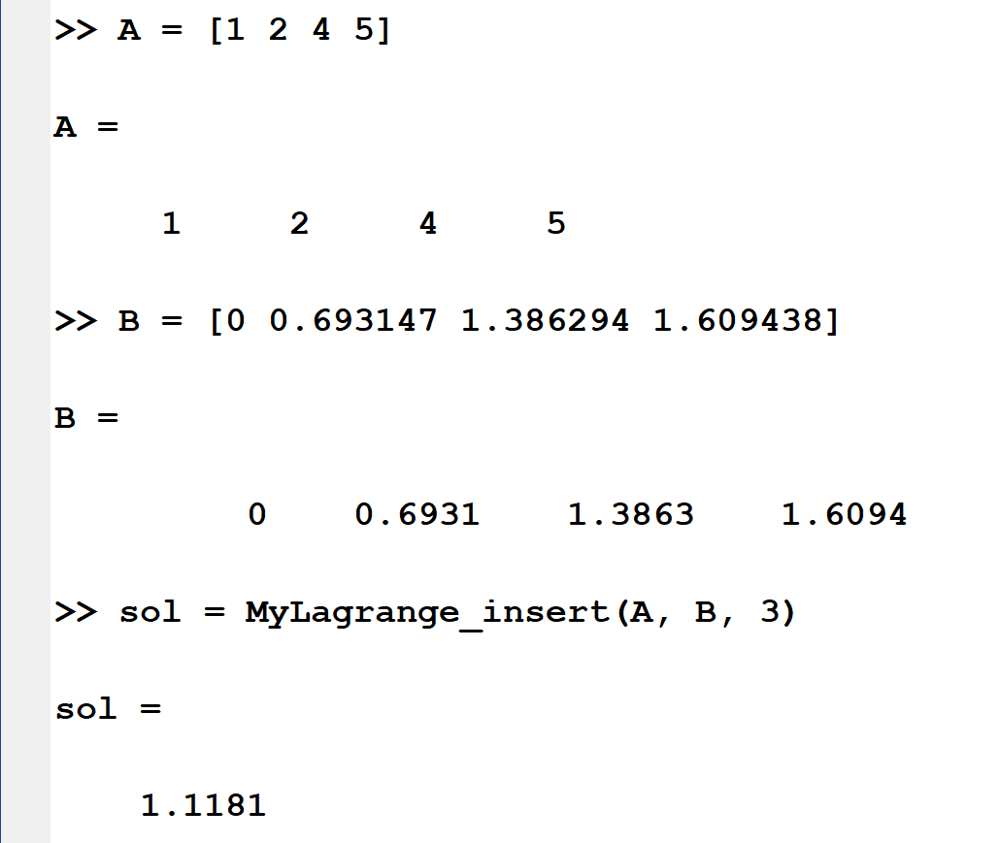 >> A = [1 2 4 5]
A =
1 2 4 5
>> B = [0 0.693147 1.386294 1.609438]
B =
0 0.6931 1.3863 1.6094
>> sol = MyLagrange_insert(A, B, 3)
sol =
1.1181